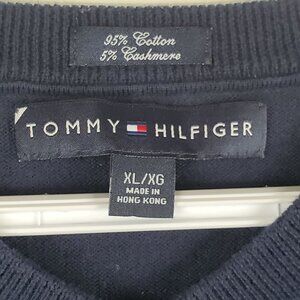 95% Cotton
5% Cashmere
TOMMY HILFIGER
XL/XG
MADE IN
HONG KONG